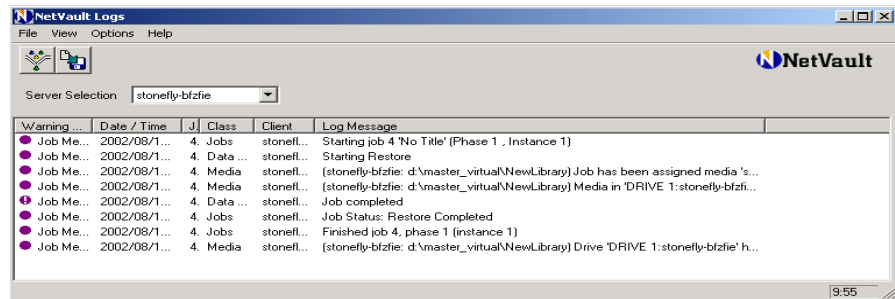 NetVault Logs
File View Options Help
NetVault
Server Selection stonefly-bfzfie
Warning ... Date / Time J. Class Client Log Message
Job Me... 2002/08/1... 4. Jobs stonefl... Starting job 4 'No Title' (Phase 1 , Instance 1)
Job Me... 2002/08/1... 4. Data ... stonefl... Starting Restore
Job Me... 2002/08/1... 4. Media stonefl... (stonefly-bfzfie: d:\master_virtual\NewLibrary) Job has been assigned media 's...
Job Me... 2002/08/1... 4. Media stonefl... (stonefly-bfzfie: d:\master_virtual\NewLibrary) Media in 'DRIVE 1:stonefly-bfzfi...
Job Me... 2002/08/1... 4. Data ... stonefl... Job completed
Job Me... 2002/08/1... 4. Jobs stonefl... Job Status: Restore Completed
Job Me... 2002/08/1... 4. Jobs stonefl... Finished job 4, phase 1 (instance 1)
Job Me... 2002/08/1... 4. Media stonefl... (stonefly-bfzfie: d:\master_virtual\NewLibrary) Drive 'DRIVE 1:stonefly-bfzfie' h...
9:55